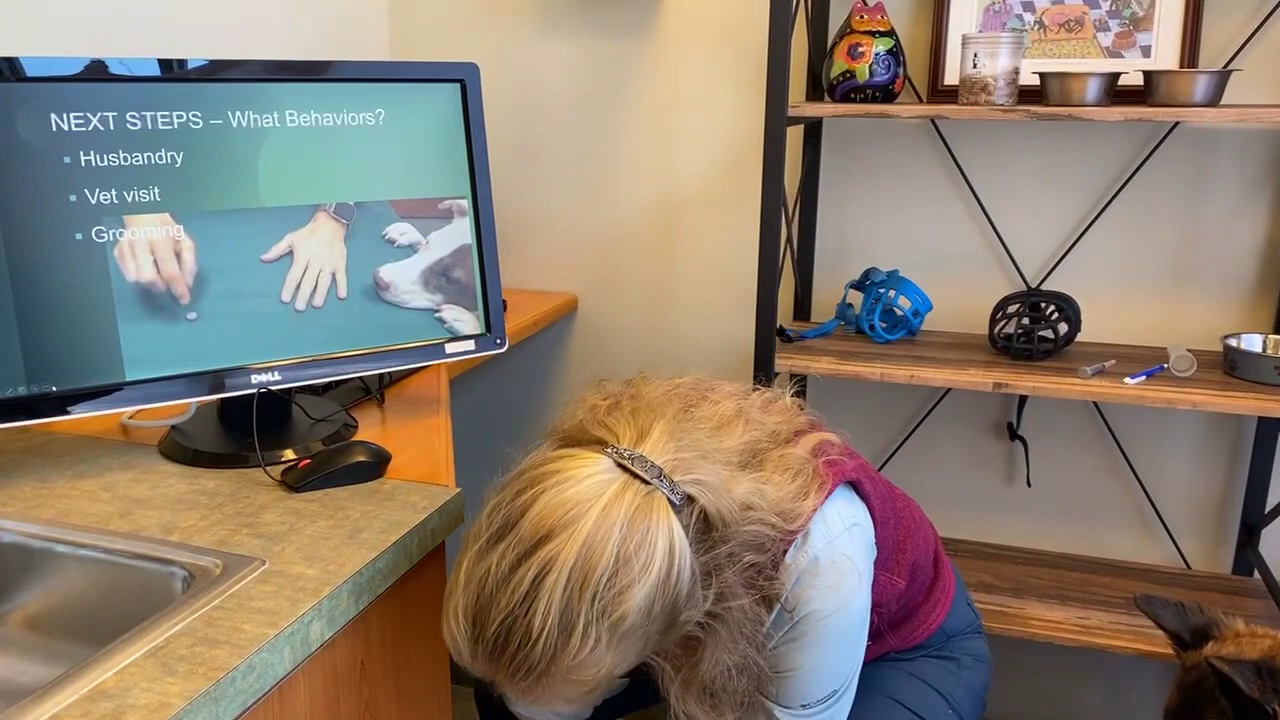 NEXT STEPS – What Behaviors?
Husbandry
Vet visit
Grooming
DELL